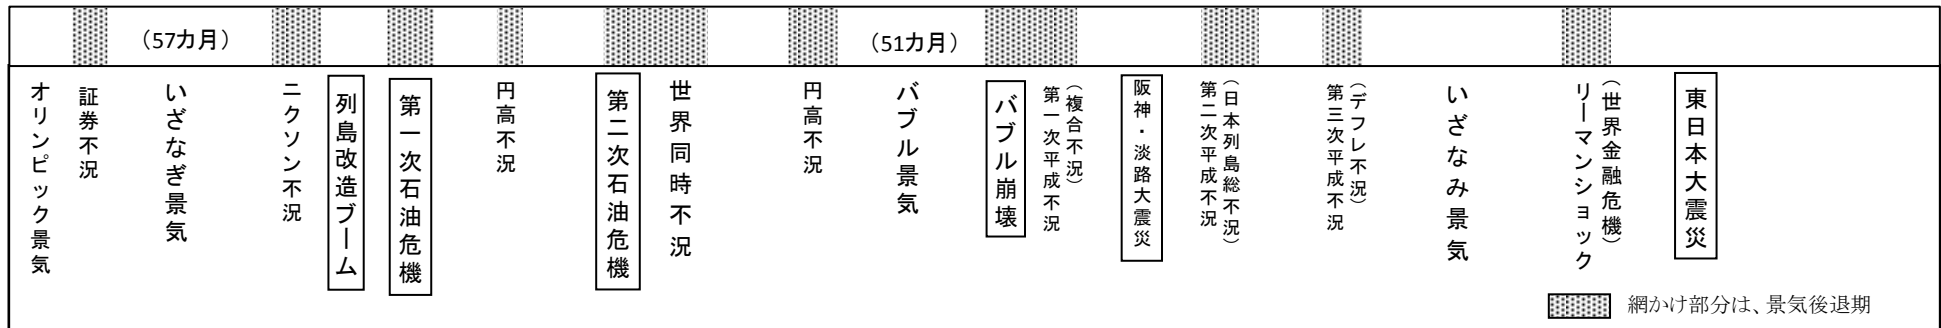 (57カ月)
(51カ月)
オリンピック景気
証券不況
いざなぎ景気
ニクソン不況
列島改造ブーム
第一次石油危機
円高不況
第二次石油危機
世界同時不況
円高不況
バブル景気
バブル崩壊
(複合不況)
第一次平成不況
阪神・淡路大震災
(日本列島総不況)
第二次平成不況
(デフレ不況)
第三次平成不況
いざなみ景気
(世界金融危機)
リーマンショック
東日本大震災
網かけ部分は、景気後退期